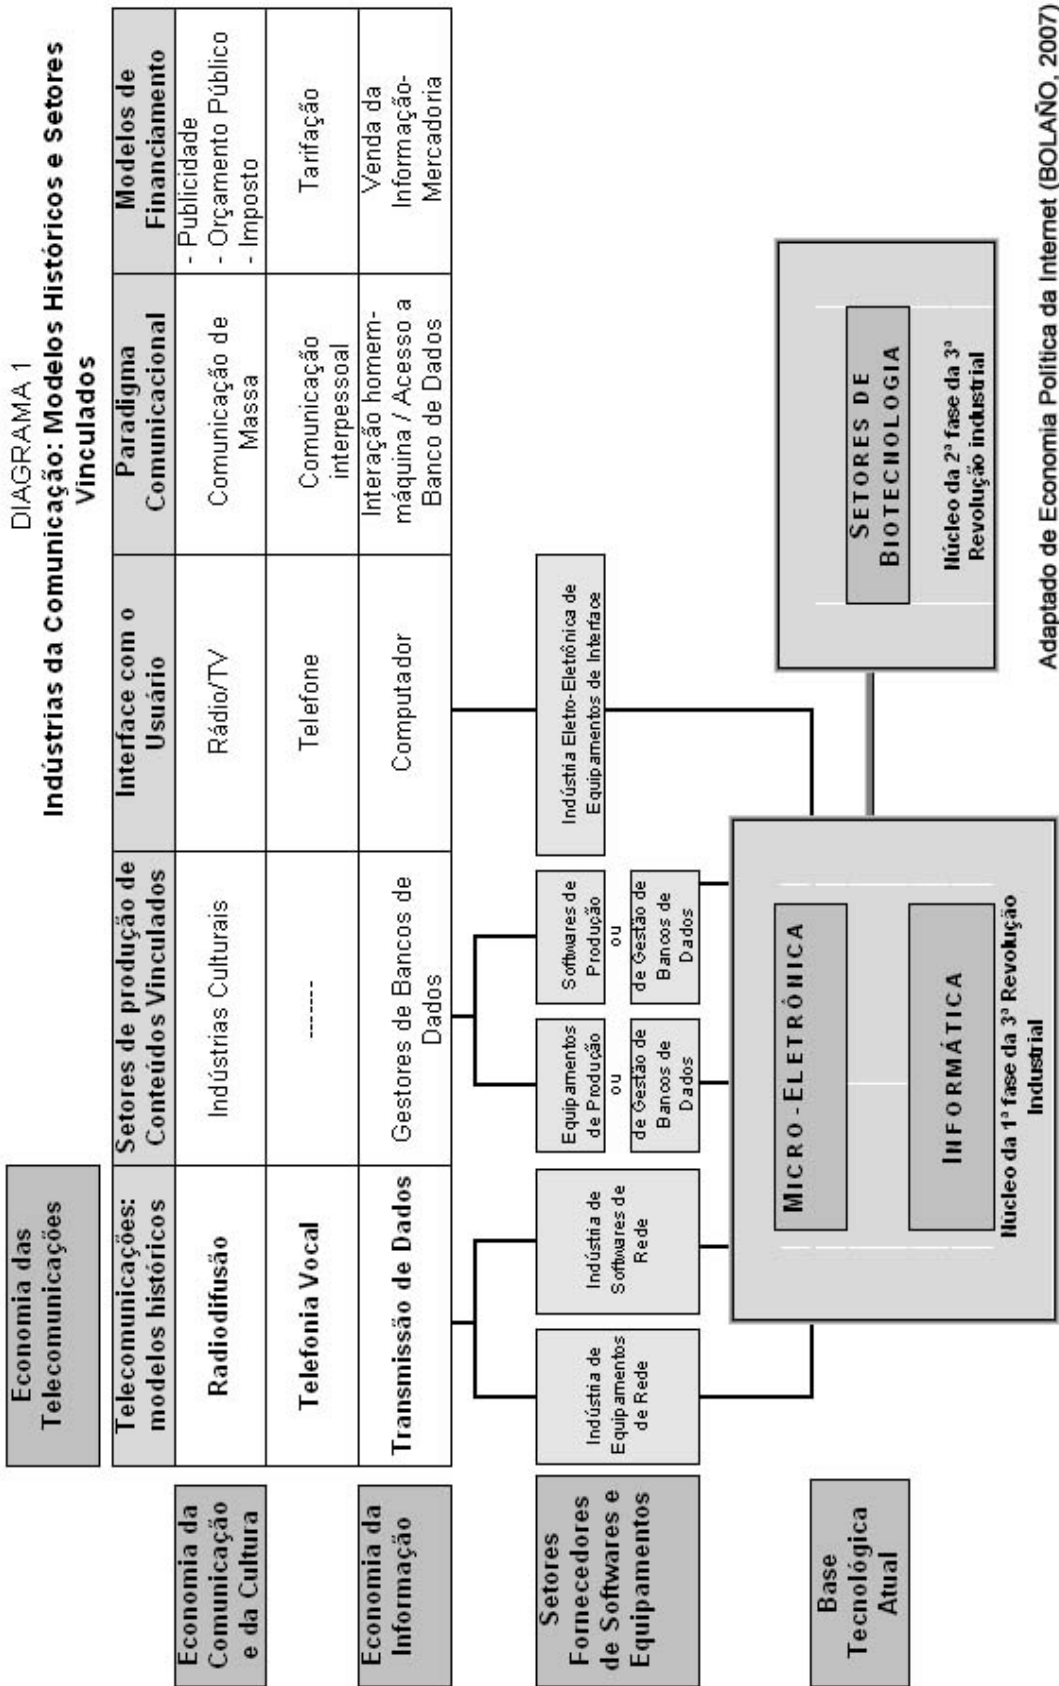 DIAGRAMA 1
Indústrias da Comunicação: Modelos Históricos e Setores
Vinculados
Economia das
Telecomunicações
Telecomunicações:
modelos históricos
Setores de produção de
Conteúdos Vinculados
Interface com o
Usuário
Paradigma
Comunicacional
Modelos de
Financiamento
Economia da
Comunicação
e da Cultura
Radiodifusão
Indústrias Culturais
Rádio/TV
Comunicação de
Massa
- Publicidade
- Orçamento Público
- Imposto
Telefonia Vocal
-------
Telefone
Comunicação
interpessoal
Tarifação
Economia da
Informação
Transmissão de Dados
Gestores de Bancos de
Dados
Computador
Interação homem-
máquina / Acesso a
Banco de Dados
Venda da
Informação-
Mercadoria
Setores
Fornecedores
de Softwares e
Equipamentos
Indústria de
Equipamentos
de Rede
Indústria de
Softwares de
Rede
Equipamentos
de Produção
ou
de Gestão de
Bancos de
Dados
Softwares de
Produção
ou
de Gestão de
Bancos de
Dados
Indústria Eletro-Eletrônica de
Equipamentos de Interface
Base
Tecnológica
Atual
MICRO-ELETRÔNICA
INFORMÁTICA
Núcleo da 1ª fase da 3ª Revolução
Industrial
SETORES DE
BIOTECNOLOGIA
Núcleo da 2ª fase da 3ª
Revolução industrial
Adaptado de Economia Política da Internet (BOLAÑO, 2007)